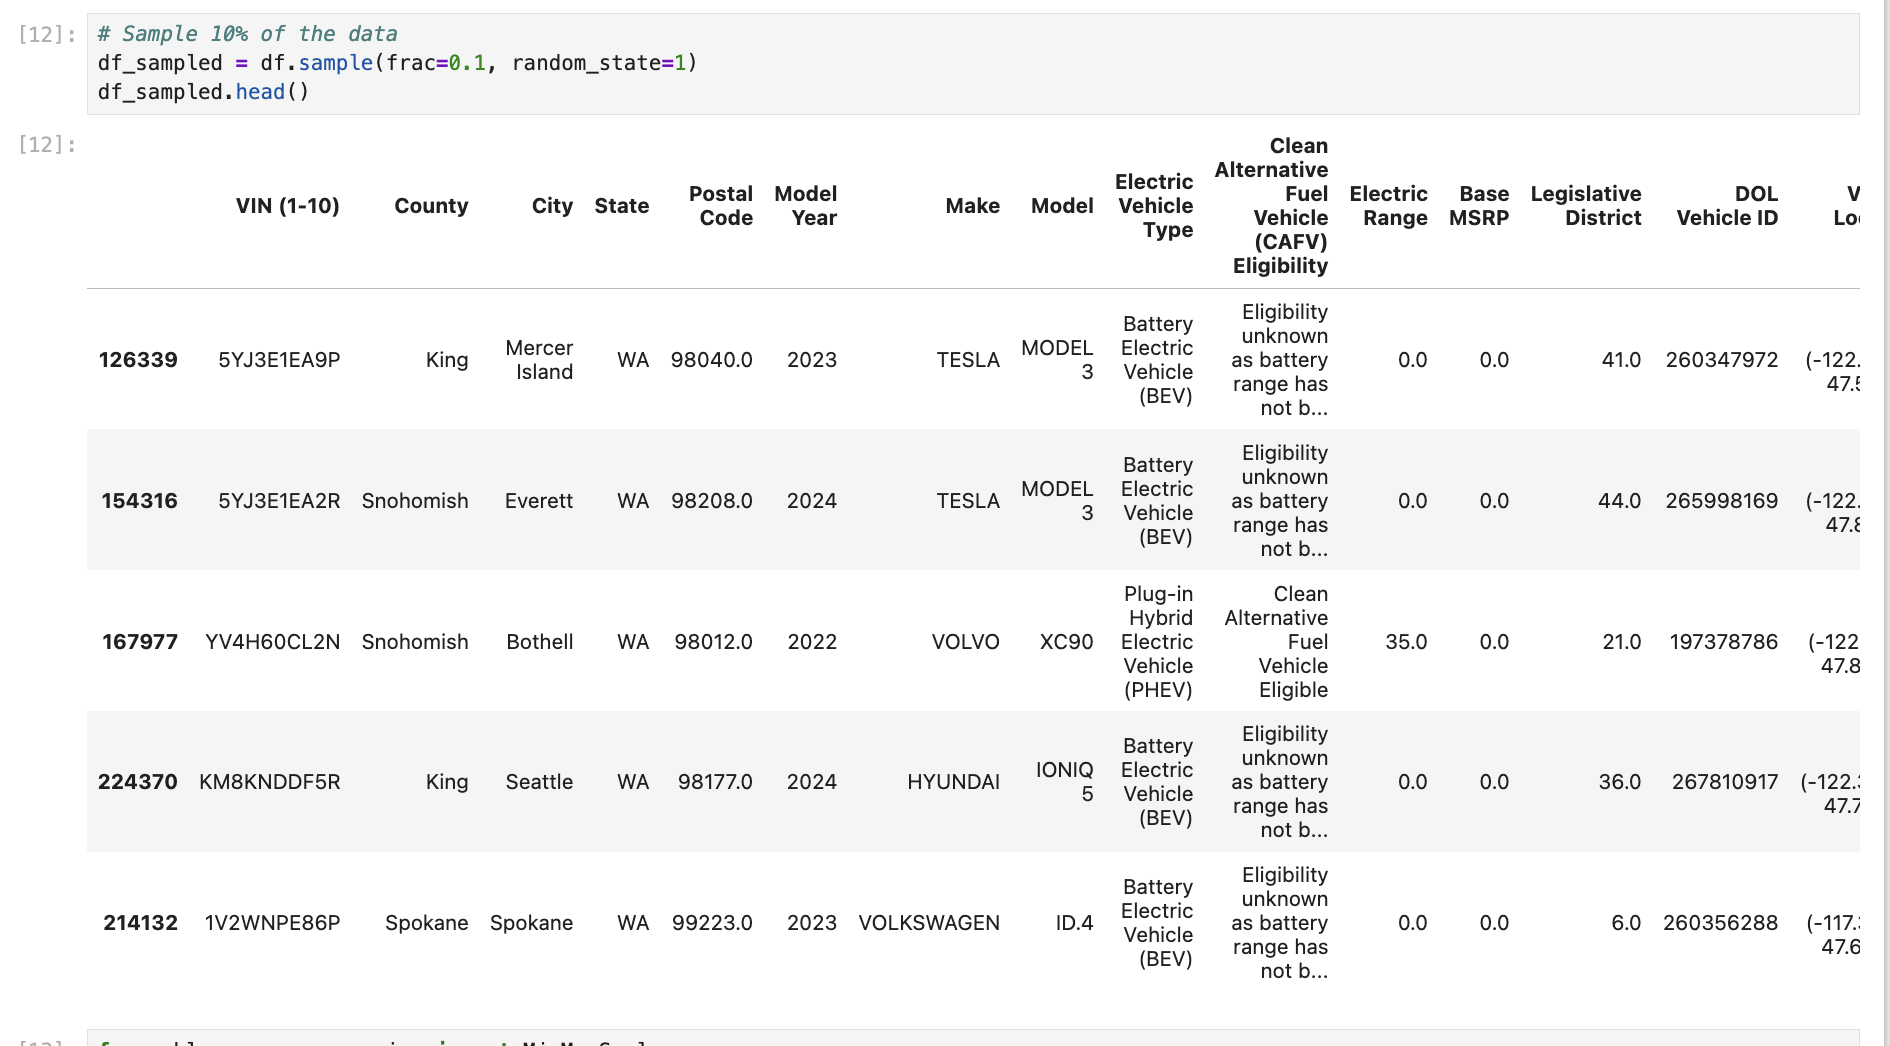 [12]:
# Sample 10% of the data
df_sampled = df.sample(frac=0.1, random_state=1)
df_sampled.head()
[12]:
VIN (1-10) County City State Postal Code Model Year Make Model Electric Vehicle Type Clean Alternative Fuel Vehicle (CAFV) Eligibility Electric Range Base MSRP Legislative District DOL Vehicle ID
126339 5YJ3E1EA9P King Mercer Island WA 98040.0 2023 TESLA MODEL 3 Battery Electric Vehicle (BEV) Eligibility unknown as battery range has not b... 0.0 0.0 41.0 260347972 (-122. 47.5
154316 5YJ3E1EA2R Snohomish Everett WA 98208.0 2024 TESLA MODEL 3 Battery Electric Vehicle (BEV) Eligibility unknown as battery range has not b... 0.0 0.0 44.0 265998169 (-122. 47.8
167977 YV4H60CL2N Snohomish Bothell WA 98012.0 2022 VOLVO XC90 Plug-in Hybrid Electric Vehicle (PHEV) Clean Alternative Fuel Vehicle Eligible 35.0 0.0 21.0 197378786 (-122 47.8
224370 KM8KNDDF5R King Seattle WA 98177.0 2024 HYUNDAI IONIQ 5 Battery Electric Vehicle (BEV) Eligibility unknown as battery range has not b... 0.0 0.0 36.0 267810917 (-122.3 47.7
214132 1V2WNPE86P Spokane Spokane WA 99223.0 2023 VOLKSWAGEN ID.4 Battery Electric Vehicle (BEV) Eligibility unknown as battery range has not b... 0.0 0.0 6.0 260356288 (-117.3 47.6